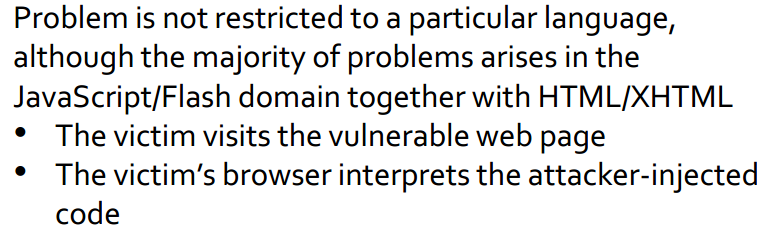 Problem is not restricted to a particular language,
although the majority of problems arises in the
JavaScript/Flash domain together with HTML/XHTML
• The victim visits the vulnerable web page
• The victim’s browser interprets the attacker-injected
code